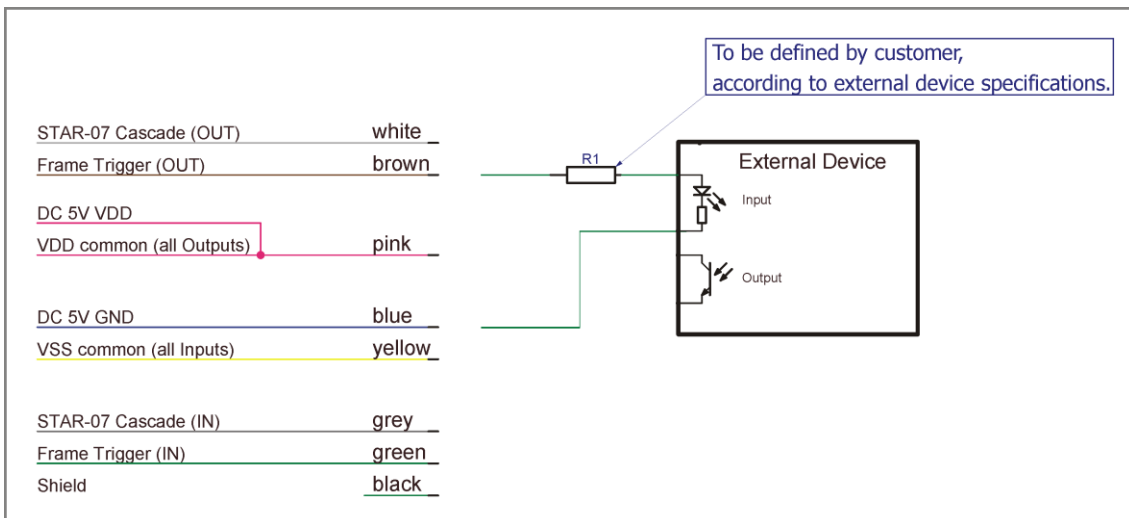 To be defined by customer,
according to external device specifications.
STAR-07 Cascade (OUT) white
Frame Trigger (OUT) brown
R1
External Device
Input
DC 5V VDD
VDD common (all Outputs) pink
Output
DC 5V GND blue
VSS common (all Inputs) yellow
STAR-07 Cascade (IN) grey
Frame Trigger (IN) green
Shield black